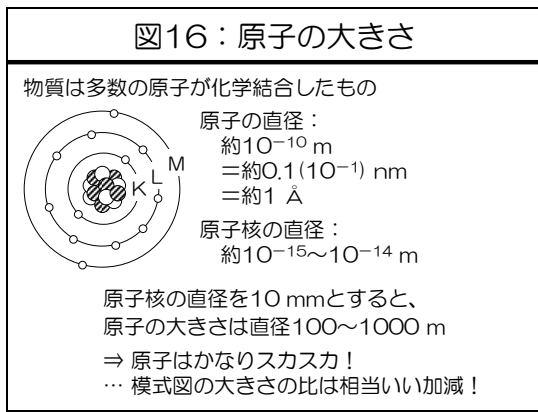 図16：原子の大きさ
物質は多数の原子が化学結合したもの
原子の直径：
約10⁻¹⁰ m
＝約0.1(10⁻¹) nm
＝約1 Å
原子核の直径：
約10⁻¹⁵～10⁻¹⁴ m
K L M
原子核の直径を10 mmとすると、
原子の大きさは直径100～1000 m
⇒ 原子はかなりスカスカ！
… 模式図の大きさの比は相当いい加減！